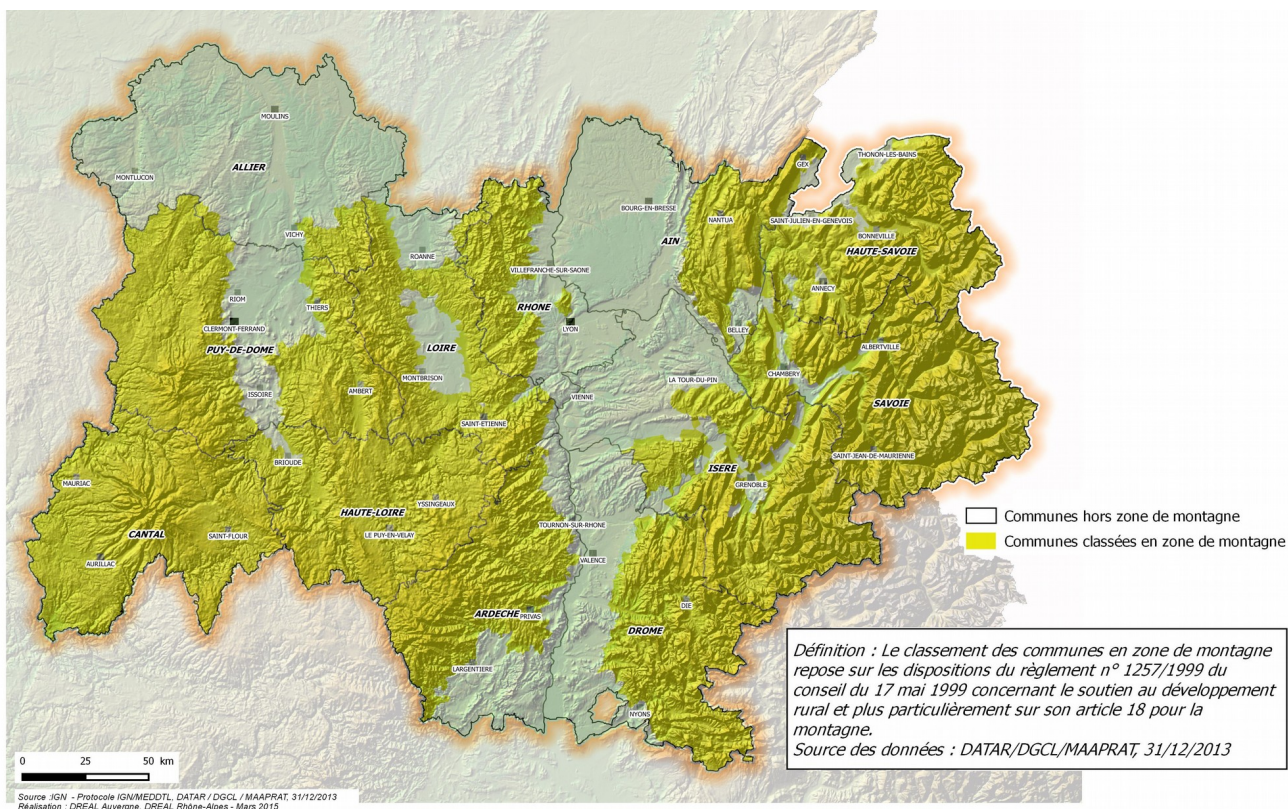 MOULINS
ALLIER
MONTLUCON
VICHY
ROANNE
BOURG-EN-BRESSE
AIN
NANTUA
GEX
THONON-LES-BAINS
SAINT-JULIEN-EN-GENEVOIS
BONNEVILLE
HAUTE-SAVOIE
VILLEFRANCHE-SUR-SAONE
ANNECY
RIOM
THIERS
RHONE
CLERMONT-FERRAND
LYON
BELLEY
PUY-DE-DOME
LOIRE
ALBERTVILLE
MONTBRISON
LA TOUR-DU-PIN
CHAMBERY
ISSOIRE
AMBERT
VIENNE
SAVOIE
SAINT-ETIENNE
BRIOUDE
SAINT-JEAN-DE-MAURIENNE
MAURIAC
ISERE
GRENOBLE
YSSINGEAUX
HAUTE-LOIRE
CANTAL
SAINT-FLOUR
LE PUY-EN-VELAY
TOURNON-SUR-RHONE
AURILLAC
VALENCE
DIE
ARDECHE
PRIVAS
DROME
LARGENTIERE
NYONS
Communes hors zone de montagne
Communes classées en zone de montagne
Définition : Le classement des communes en zone de montagne
repose sur les dispositions du règlement n° 1257/1999 du
conseil du 17 mai 1999 concernant le soutien au développement
rural et plus particulièrement sur son article 18 pour la
montagne.
Source des données : DATAR/DGCL/MAAPRAT, 31/12/2013
0 25 50 km
Source :IGN - Protocole IGN/MEDDTL, DATAR / DGCL / MAAPRAT, 31/12/2013
Réalisation : DREAL Auvergne, DREAL Rhône-Alpes - Mars 2015